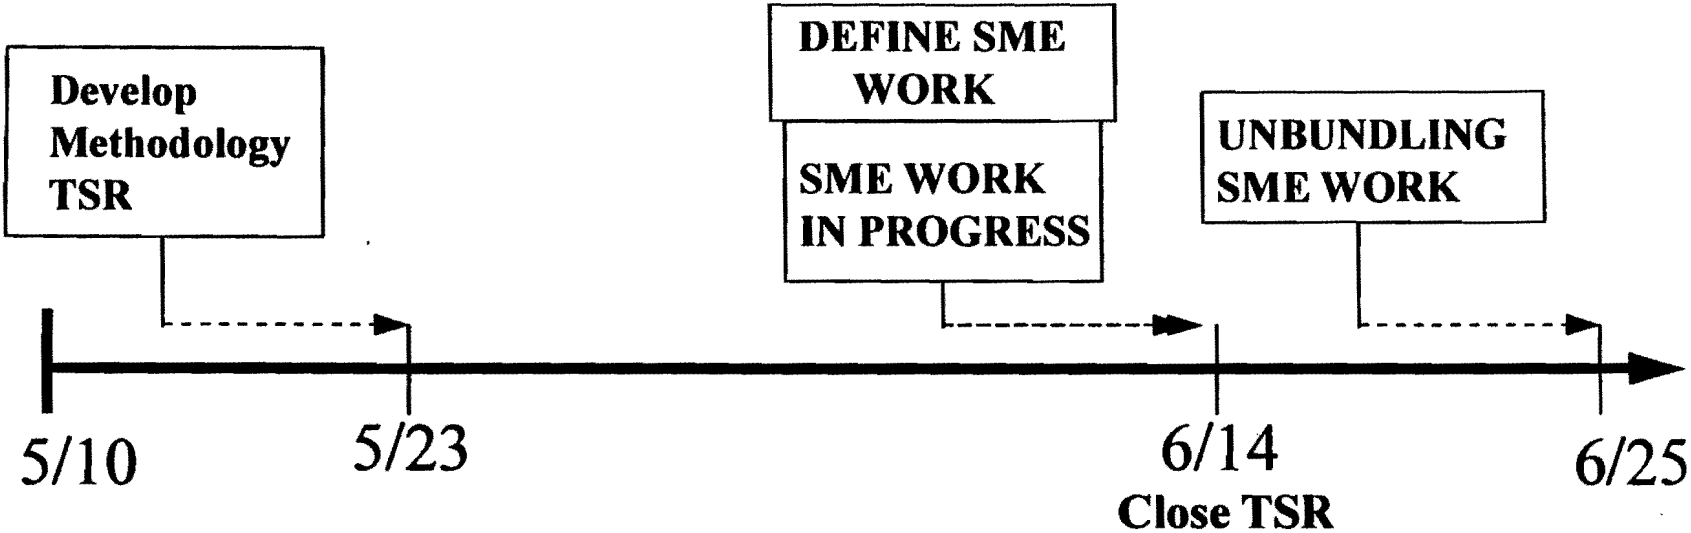 Develop
Methodology
TSR
DEFINE SME
WORK
SME WORK
IN PROGRESS
UNBUNDLING
SME WORK
5/10
5/23
6/14
Close TSR
6/25